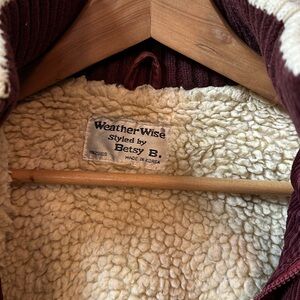 Weather Wise
Styled by
Betsy B.
MADE IN KOREA